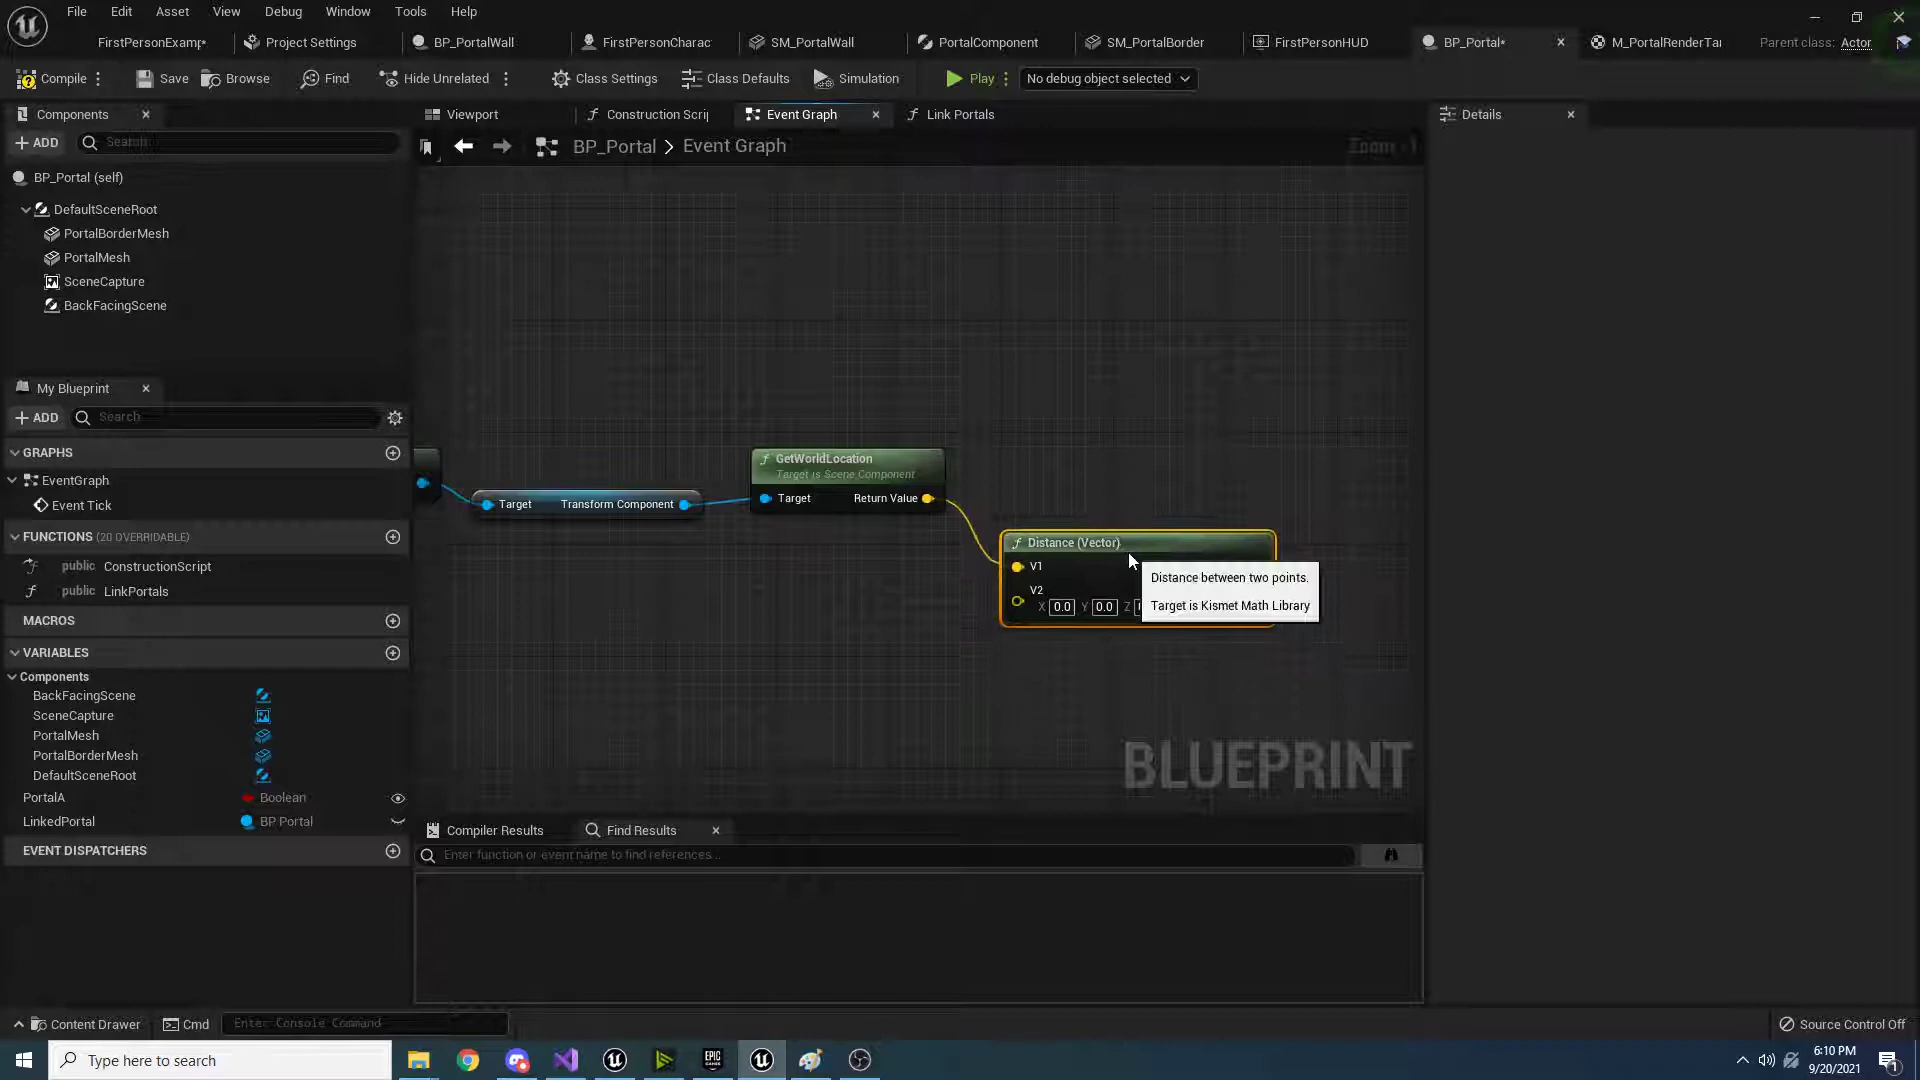 File Edit Asset View Debug Window Tools Help
FirstPersonExamp* Project Settings BP_PortalWall FirstPersonCharac SM_PortalWall PortalComponent SM_PortalBorder FirstPersonHUD BP_Portal* M_PortalRenderTar Parent class: Actor
Compile Save Browse Find Hide Unrelated Class Settings Class Defaults Simulation Play No debug object selected
Components Viewport Construction Scri Event Graph Link Portals Details
ADD Search BP_Portal Event Graph Zoom -1
BP_Portal (self)
DefaultSceneRoot
PortalBorderMesh
PortalMesh
SceneCapture
BackFacingScene
My Blueprint
ADD Search
GRAPHS
EventGraph
Event Tick
FUNCTIONS (20 OVERRIDABLE)
public ConstructionScript
public LinkPortals
MACROS
VARIABLES
Components
BackFacingScene
SceneCapture
PortalMesh
PortalBorderMesh
DefaultSceneRoot
PortalA Boolean
LinkedPortal BP Portal
EVENT DISPATCHERS
Target Transform Component
GetWorldLocation
Target is Scene Component
Target Return Value
Distance (Vector)
V1
V2
X 0.0 Y 0.0 Z
Distance between two points.
Target is Kismet Math Library
BLUEPRINT
Compiler Results Find Results
Enter function or event name to find references...
Content Drawer Cmd Enter Console Command Source Control Off
Type here to search
EPIC
6:10 PM
9/20/2021
1